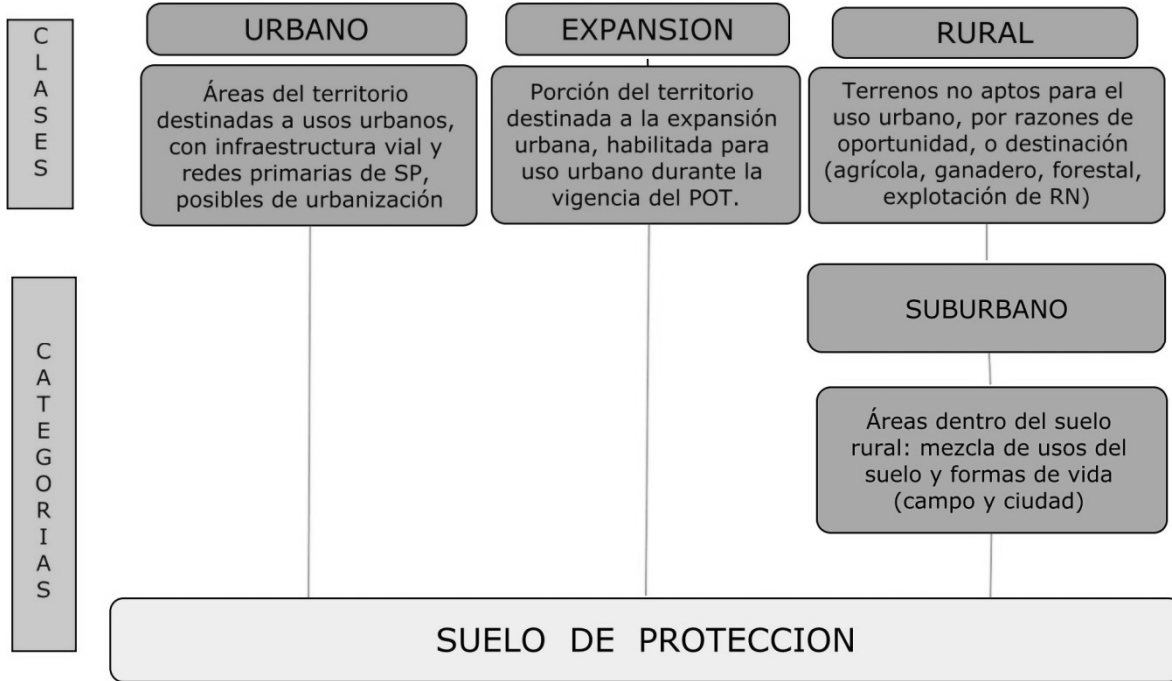 CLASES
URBANO
Áreas del territorio
destinadas a usos urbanos,
con infraestructura vial y
redes primarias de SP,
posibles de urbanización
EXPANSION
Porción del territorio
destinada a la expansión
urbana, habilitada para
uso urbano durante la
vigencia del POT.
RURAL
Terrenos no aptos para el
uso urbano, por razones de
oportunidad, o destinación
(agrícola, ganadero, forestal,
explotación de RN)
CATEGORIAS
SUBURBANO
Áreas dentro del suelo
rural: mezcla de usos del
suelo y formas de vida
(campo y ciudad)
SUELO DE PROTECCION